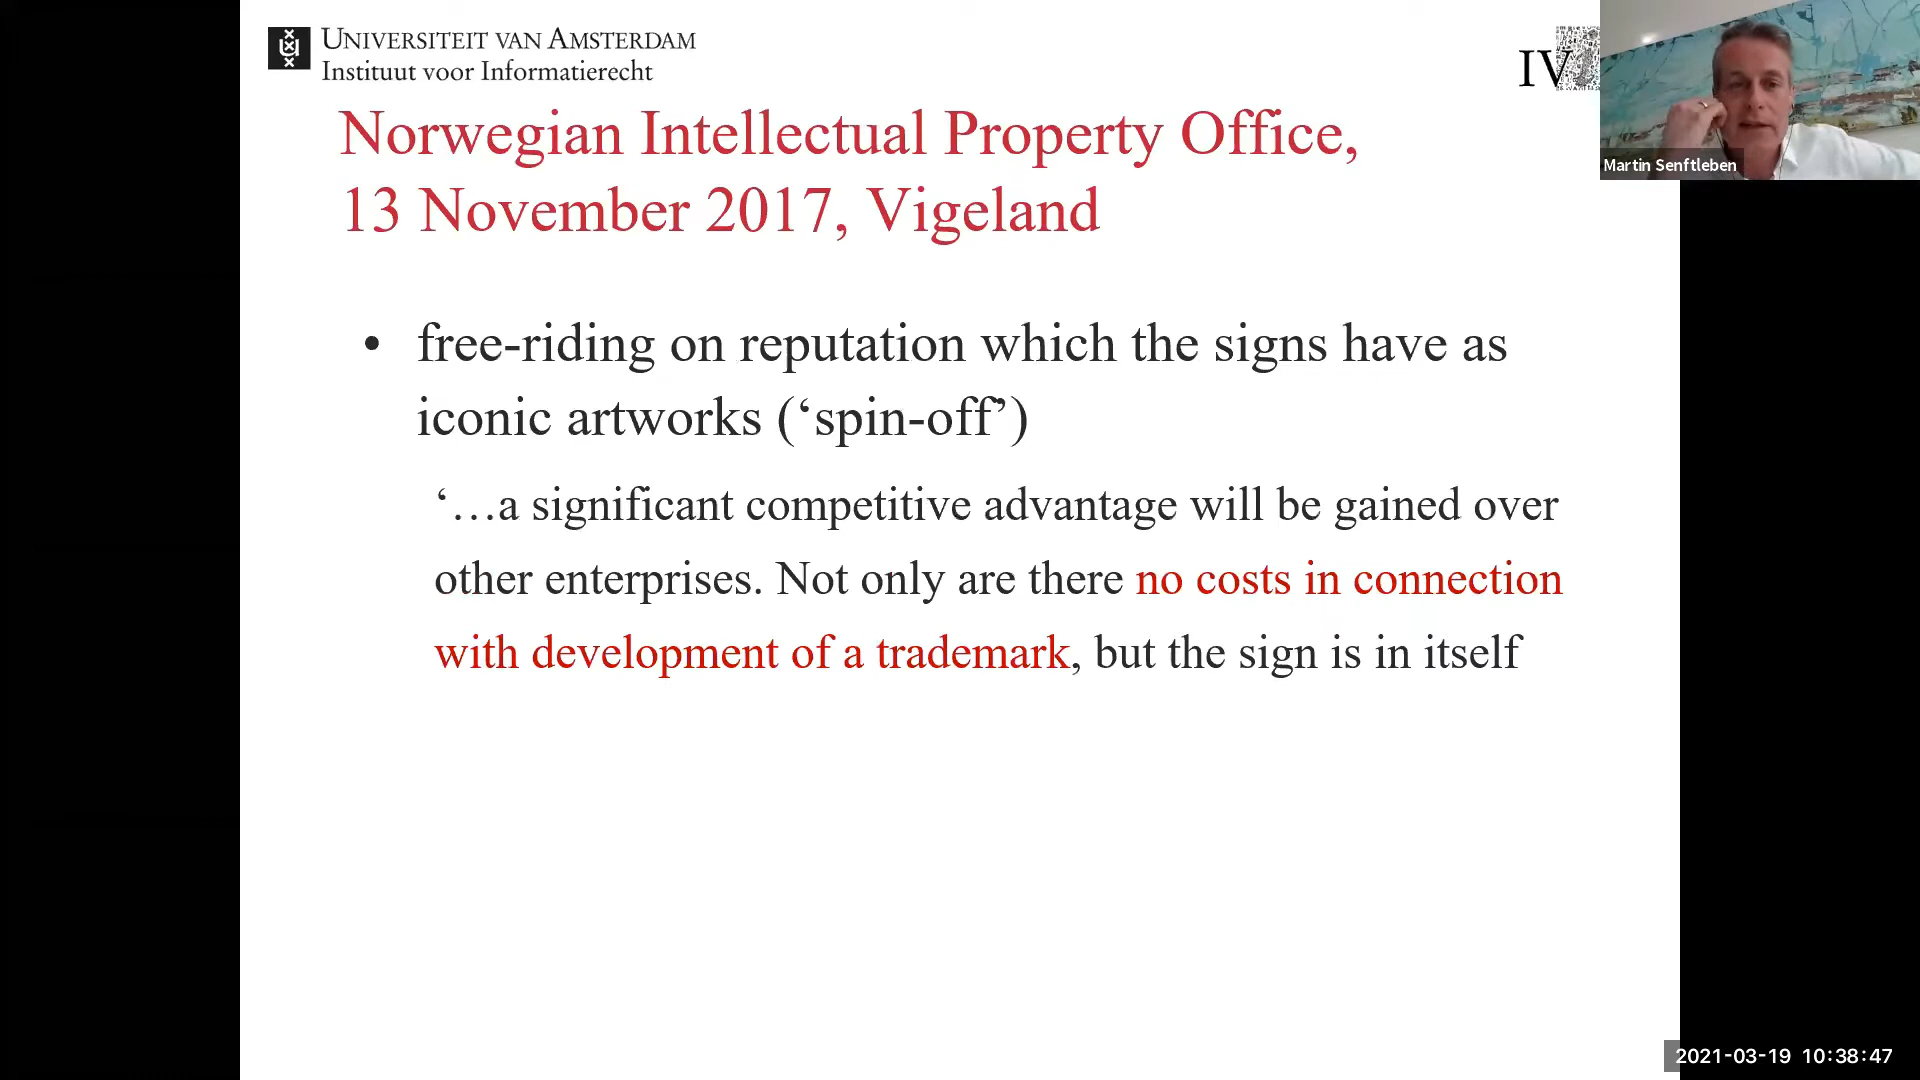 UNIVERSITEIT VAN AMSTERDAM
Instituut voor Informatierecht
IV
Martin Senftleben
Norwegian Intellectual Property Office,
13 November 2017, Vigeland
• free-riding on reputation which the signs have as
iconic artworks (‘spin-off’)
‘…a significant competitive advantage will be gained over
other enterprises. Not only are there no costs in connection
with development of a trademark, but the sign is in itself
2021-03-19 10:38:47